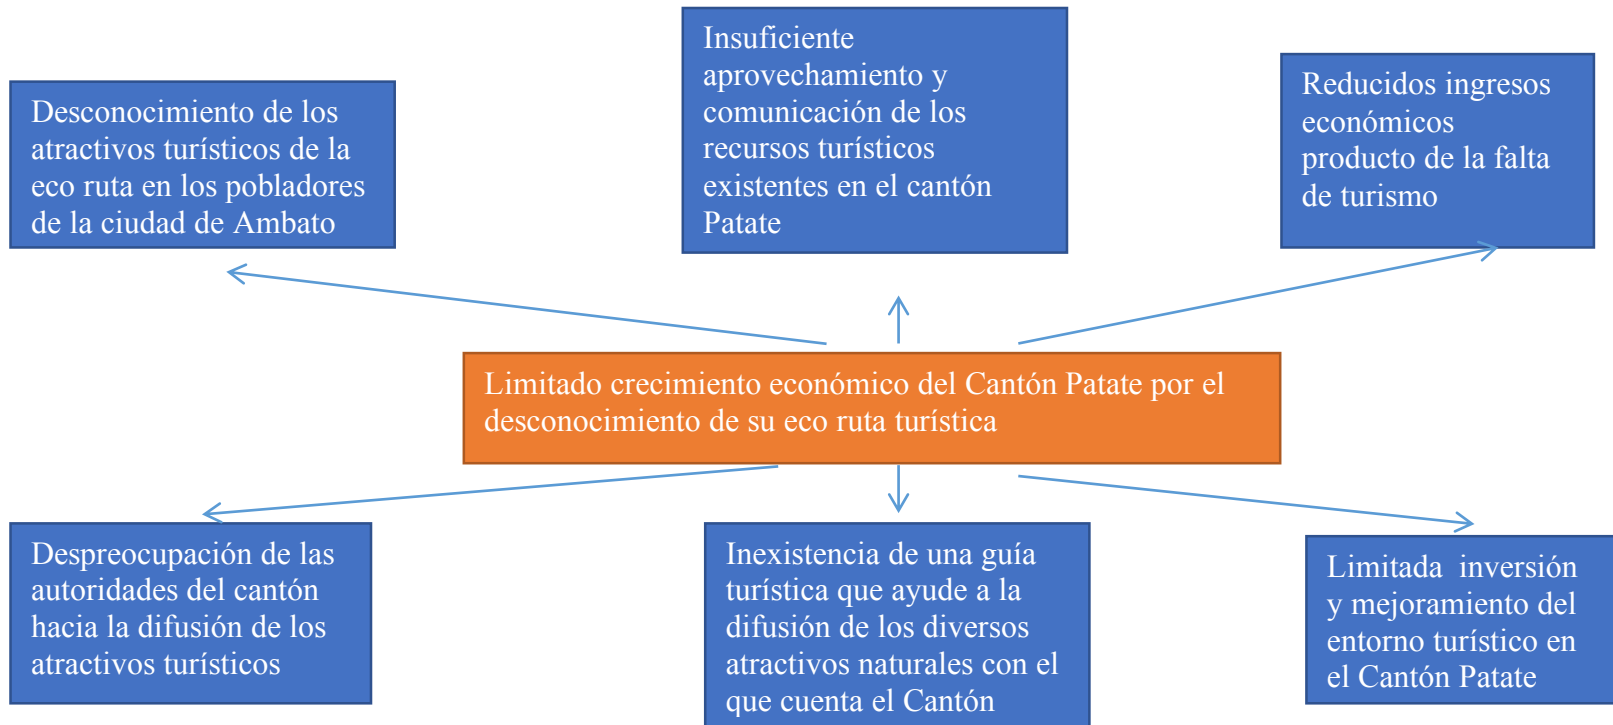 Desconocimiento de los
atractivos turísticos de la
eco ruta en los pobladores
de la ciudad de Ambato
Insuficiente
aprovechamiento y
comunicación de los
recursos turísticos
existentes en el cantón
Patate
Reducidos ingresos
económicos
producto de la falta
de turismo
Limitado crecimiento económico del Cantón Patate por el
desconocimiento de su eco ruta turística
Despreocupación de las
autoridades del cantón
hacia la difusión de los
atractivos turísticos
Inexistencia de una guía
turística que ayude a la
difusión de los diversos
atractivos naturales con el
que cuenta el Cantón
Limitada inversión
y mejoramiento del
entorno turístico en
el Cantón Patate